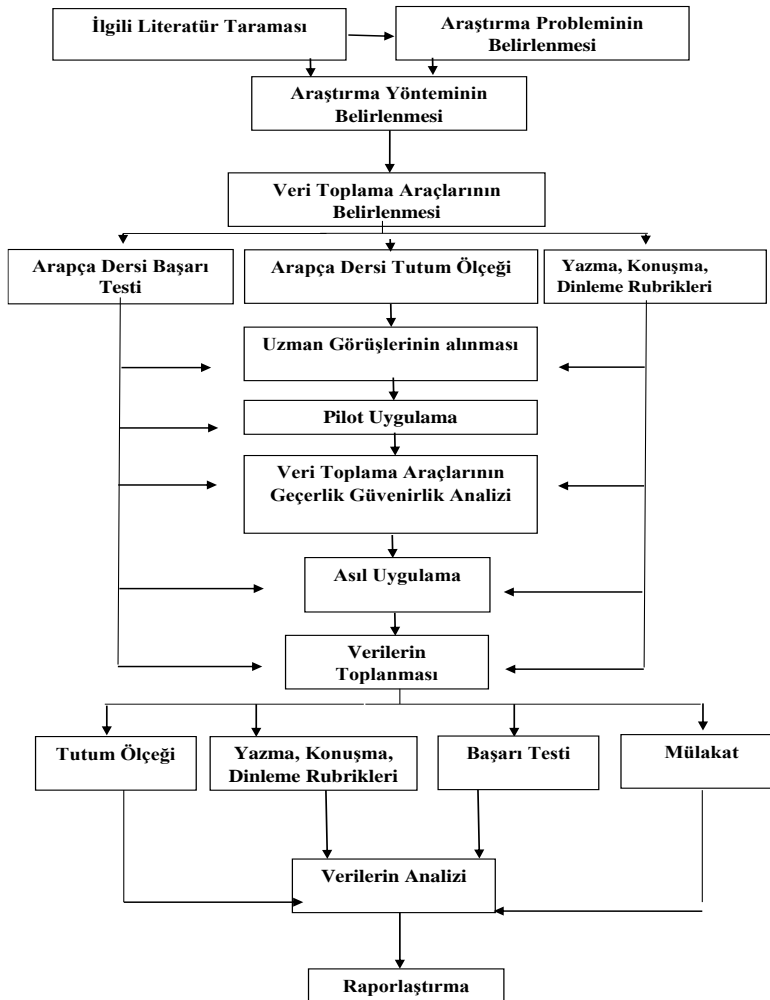 İlgili Literatür Taraması
Araştırma Probleminin
Belirlenmesi
Araştırma Yönteminin
Belirlenmesi
Veri Toplama Araçlarının
Belirlenmesi
Arapça Dersi Başarı
Testi
Arapça Dersi Tutum Ölçeği
Yazma, Konuşma,
Dinleme Rubrikleri
Uzman Görüşlerinin alınması
Pilot Uygulama
Veri Toplama Araçlarının
Geçerlik Güvenirlik Analizi
Asıl Uygulama
Verilerin
Toplanması
Tutum Ölçeği
Yazma, Konuşma,
Dinleme Rubrikleri
Başarı Testi
Mülakat
Verilerin Analizi
Raporlaştırma